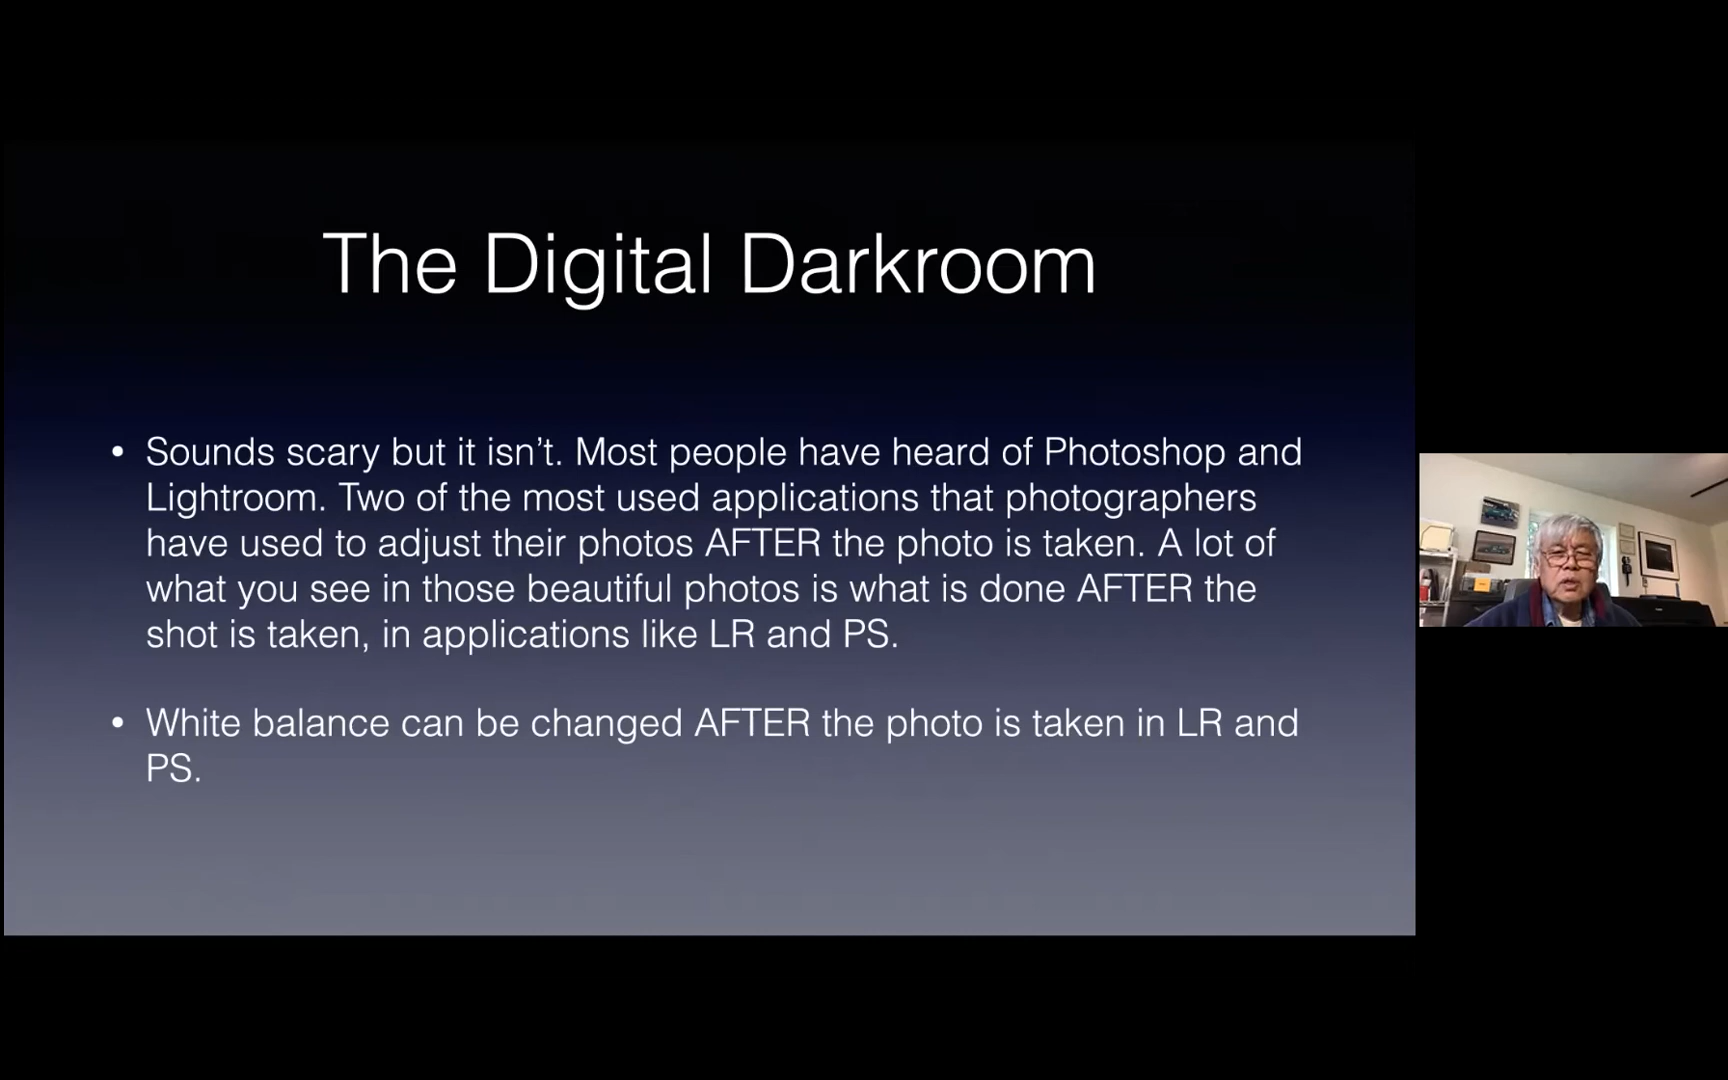 The Digital Darkroom
• Sounds scary but it isn’t. Most people have heard of Photoshop and
Lightroom. Two of the most used applications that photographers
have used to adjust their photos AFTER the photo is taken. A lot of
what you see in those beautiful photos is what is done AFTER the
shot is taken, in applications like LR and PS.
• White balance can be changed AFTER the photo is taken in LR and
PS.